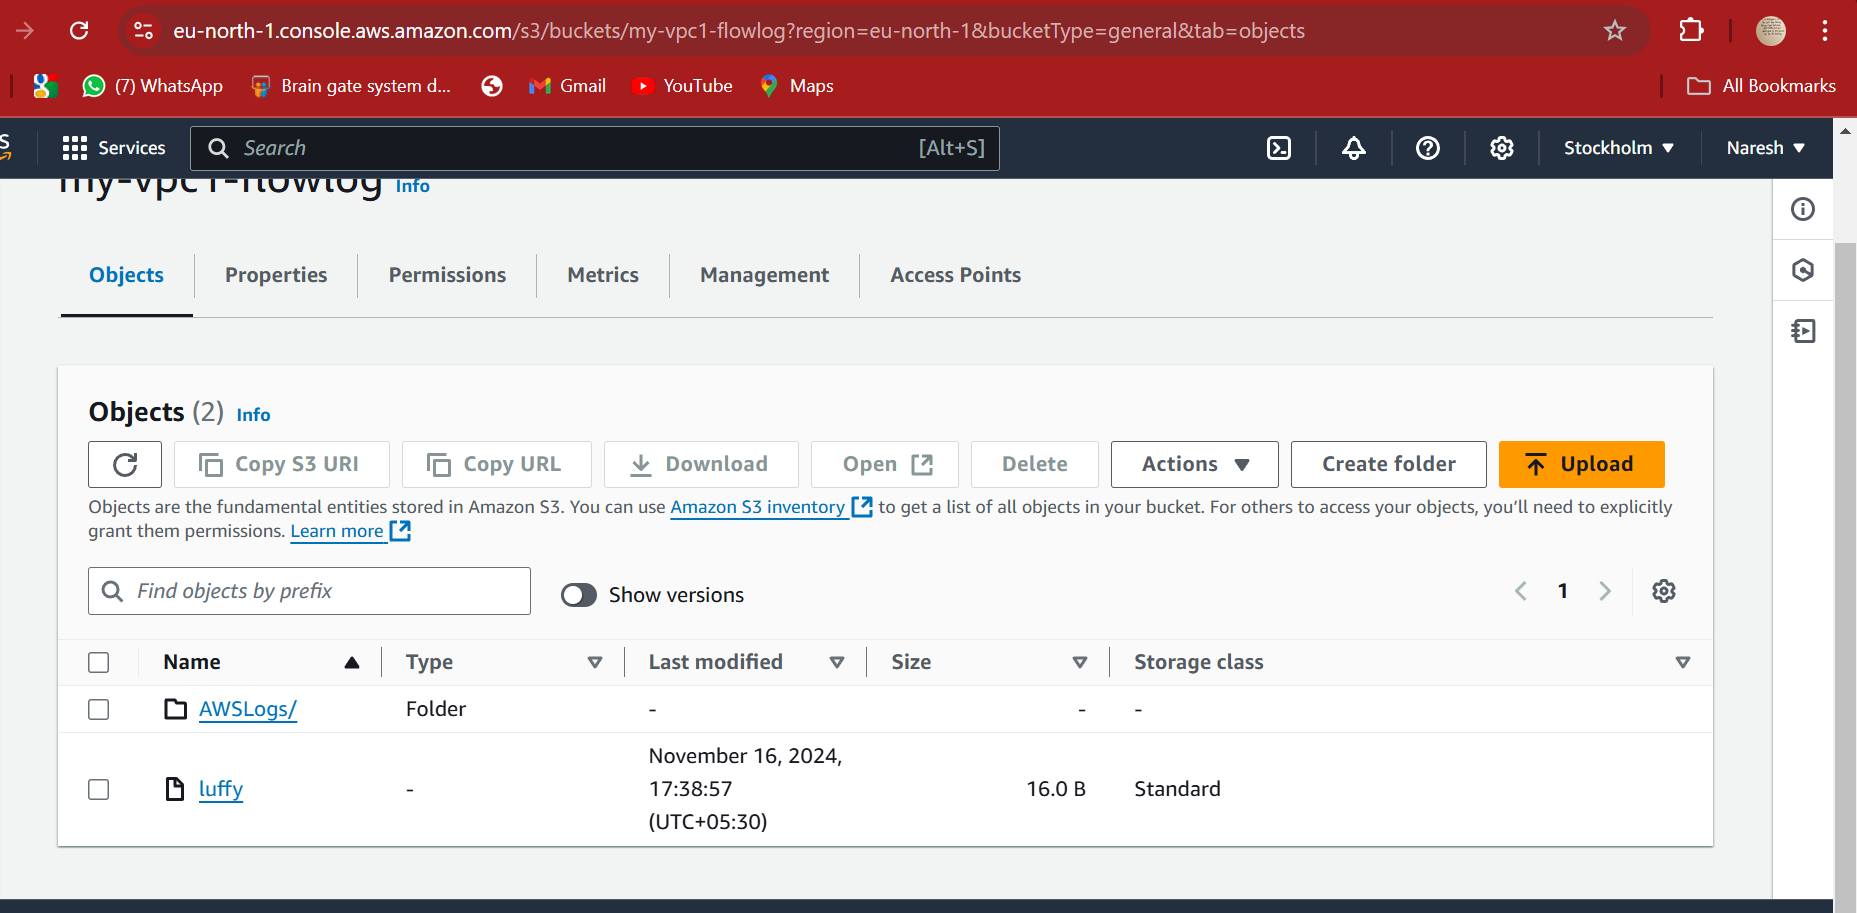 eu-north-1.console.aws.amazon.com/s3/buckets/my-vpc1-flowlog?region=eu-north-1&bucketType=general&tab=objects
(7) WhatsApp Brain gate system d... Gmail YouTube Maps All Bookmarks
Services Search [Alt+S] Stockholm Naresh
my-vpc1-flowlog Info
Objects Properties Permissions Metrics Management Access Points
Objects (2) Info
Copy S3 URI Copy URL Download Open Delete Actions Create folder Upload
Objects are the fundamental entities stored in Amazon S3. You can use Amazon S3 inventory to get a list of all objects in your bucket. For others to access your objects, you’ll need to explicitly
grant them permissions. Learn more
Find objects by prefix Show versions 1
Name Type Last modified Size Storage class
AWSLogs/ Folder - - -
luffy - November 16, 2024,
17:38:57
(UTC+05:30) 16.0 B Standard